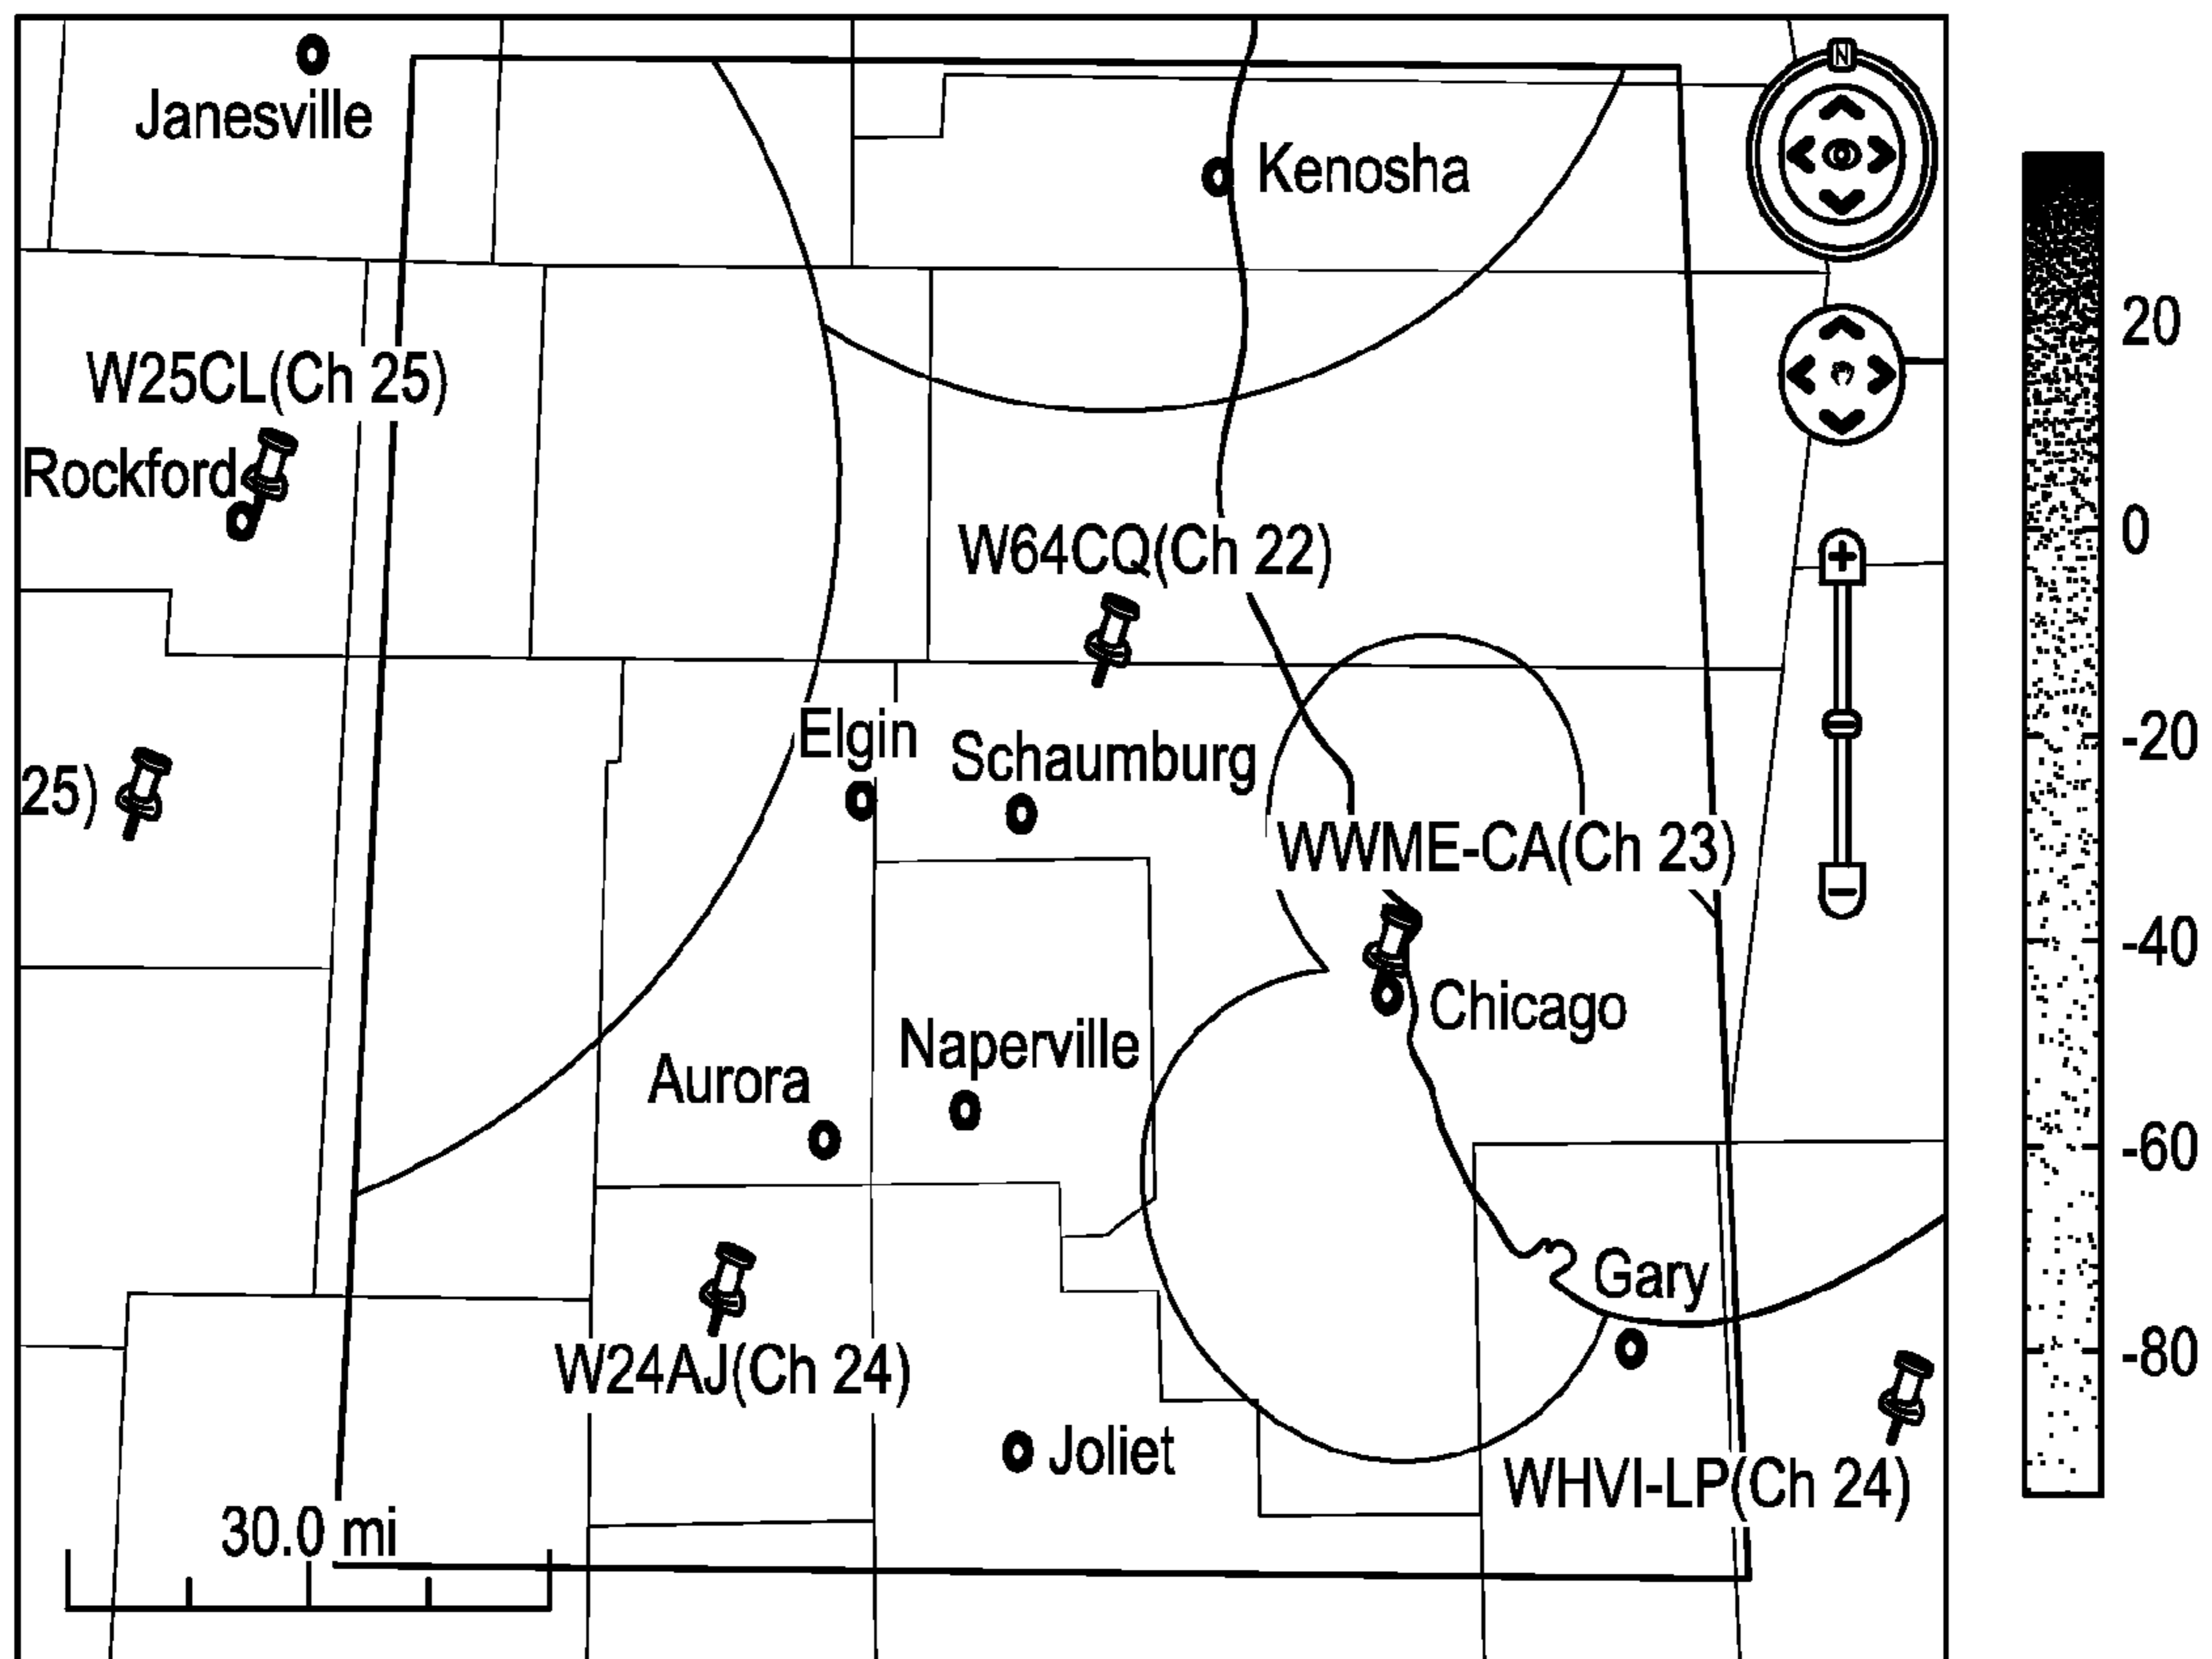 N
Janesville
Kenosha
20
W25CL(Ch 25)
Rockford
0
W64CQ(Ch 22)
+
Elgin
Schaumburg
-20
25)
WWME-CA(Ch 23)
-40
Chicago
Naperville
Aurora
-60
Gary
-80
W24AJ(Ch 24)
Joliet
WHVI-LP(Ch 24)
30.0 mi